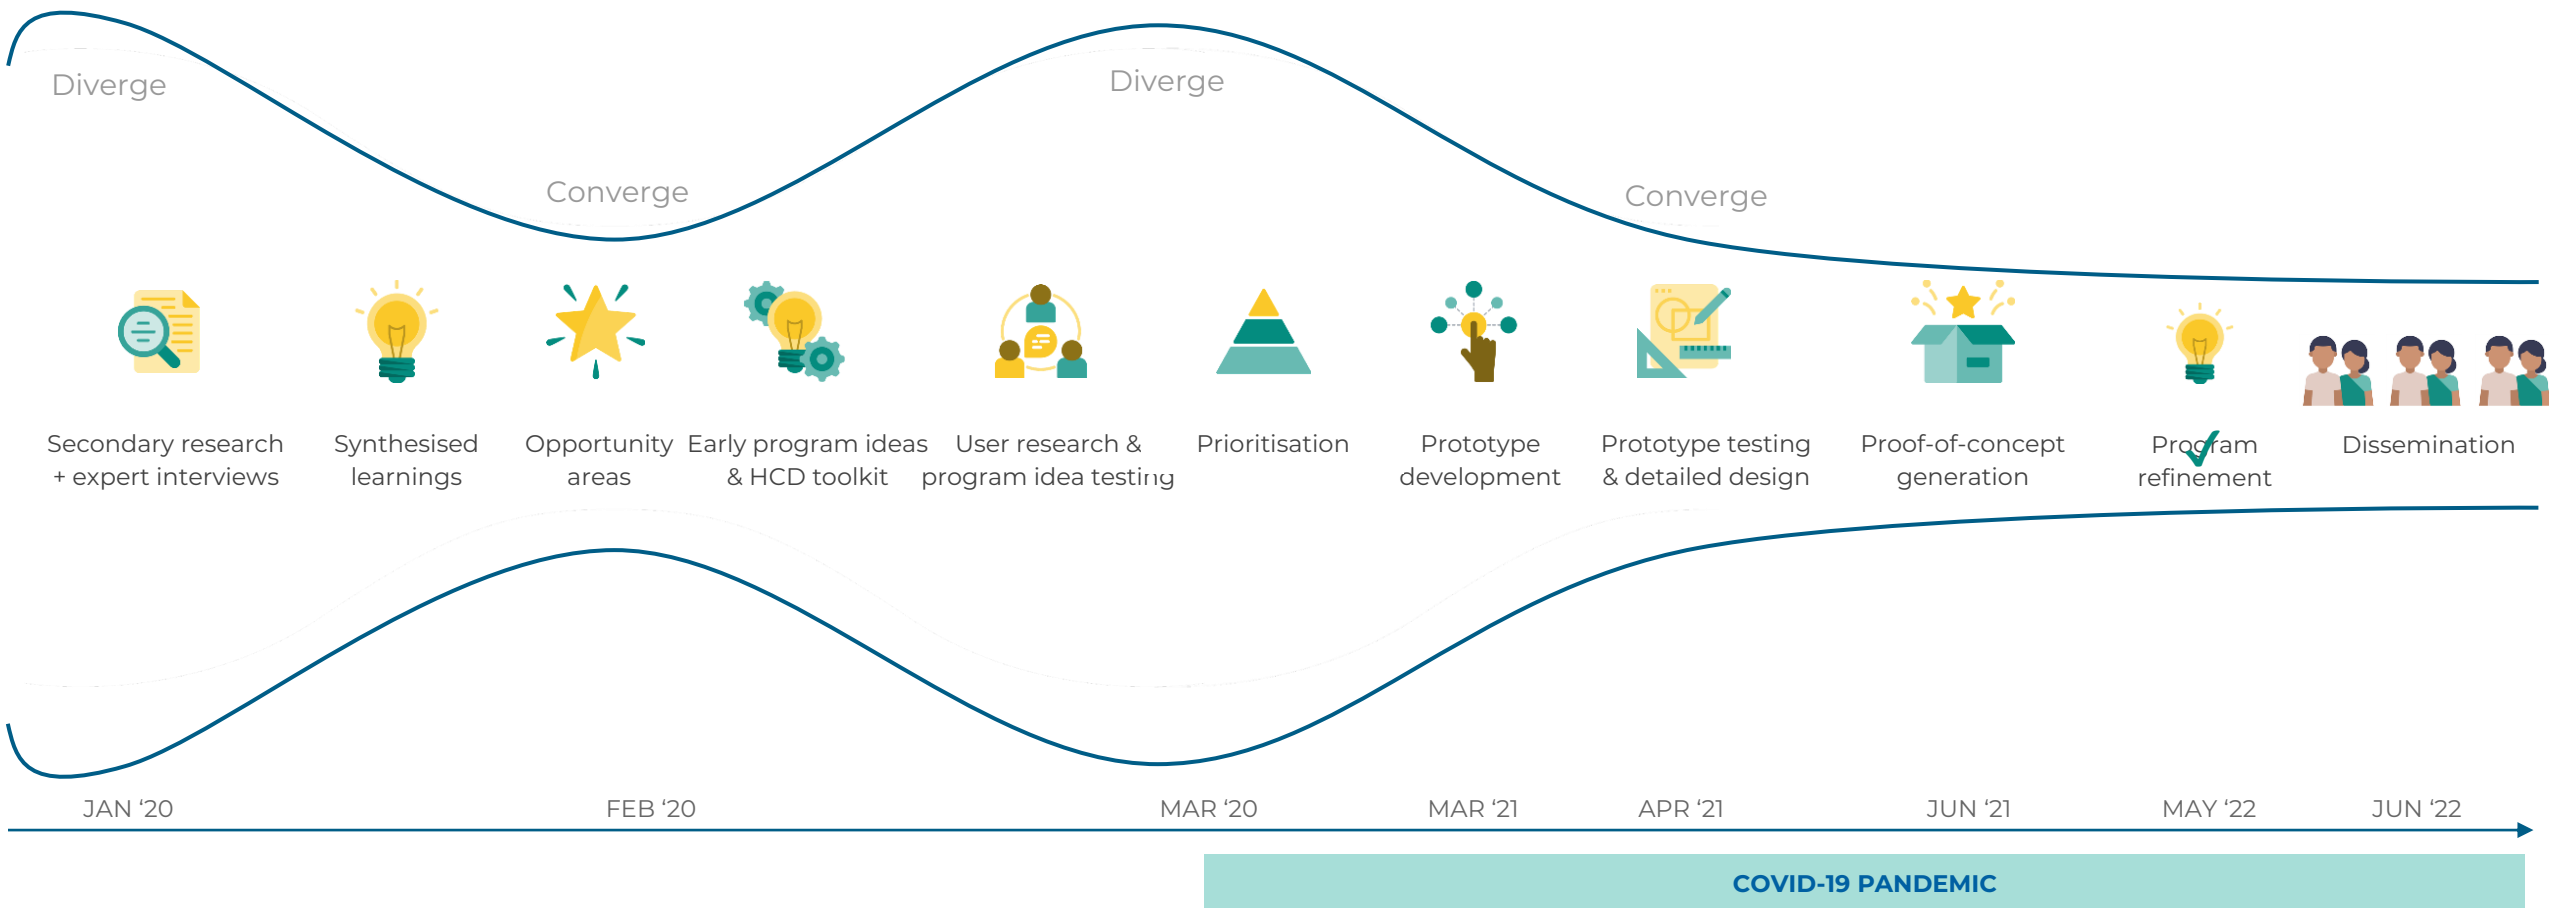 Diverge
Diverge
Converge
Converge
Secondary research
+ expert interviews
Synthesised
learnings
Opportunity
areas
Early program ideas
& HCD toolkit
User research &
program idea testing
Prioritisation
Prototype
development
Prototype testing
& detailed design
Proof-of-concept
generation
Program
refinement
Dissemination
JAN ‘20
FEB ‘20
MAR ‘20
MAR ‘21
APR ‘21
JUN ‘21
MAY ‘22
JUN ‘22
COVID-19 PANDEMIC